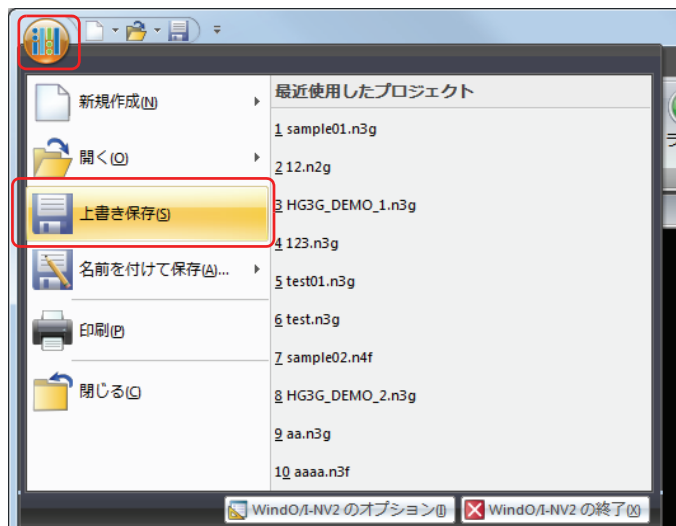 新規作成(N)
開く(O)
上書き保存(S)
名前を付けて保存(A)...
印刷(P)
閉じる(C)
最近使用したプロジェクト
1 sample01.n3g
2 12.n2g
3 HG3G_DEMO_1.n3g
4 123.n3g
5 test01.n3g
6 test.n3g
7 sample02.n4f
8 HG3G_DEMO_2.n3g
9 aa.n3g
10 aaaa.n3f
WindO/I-NV2 のオプション(I)
WindO/I-NV2 の終了(X)